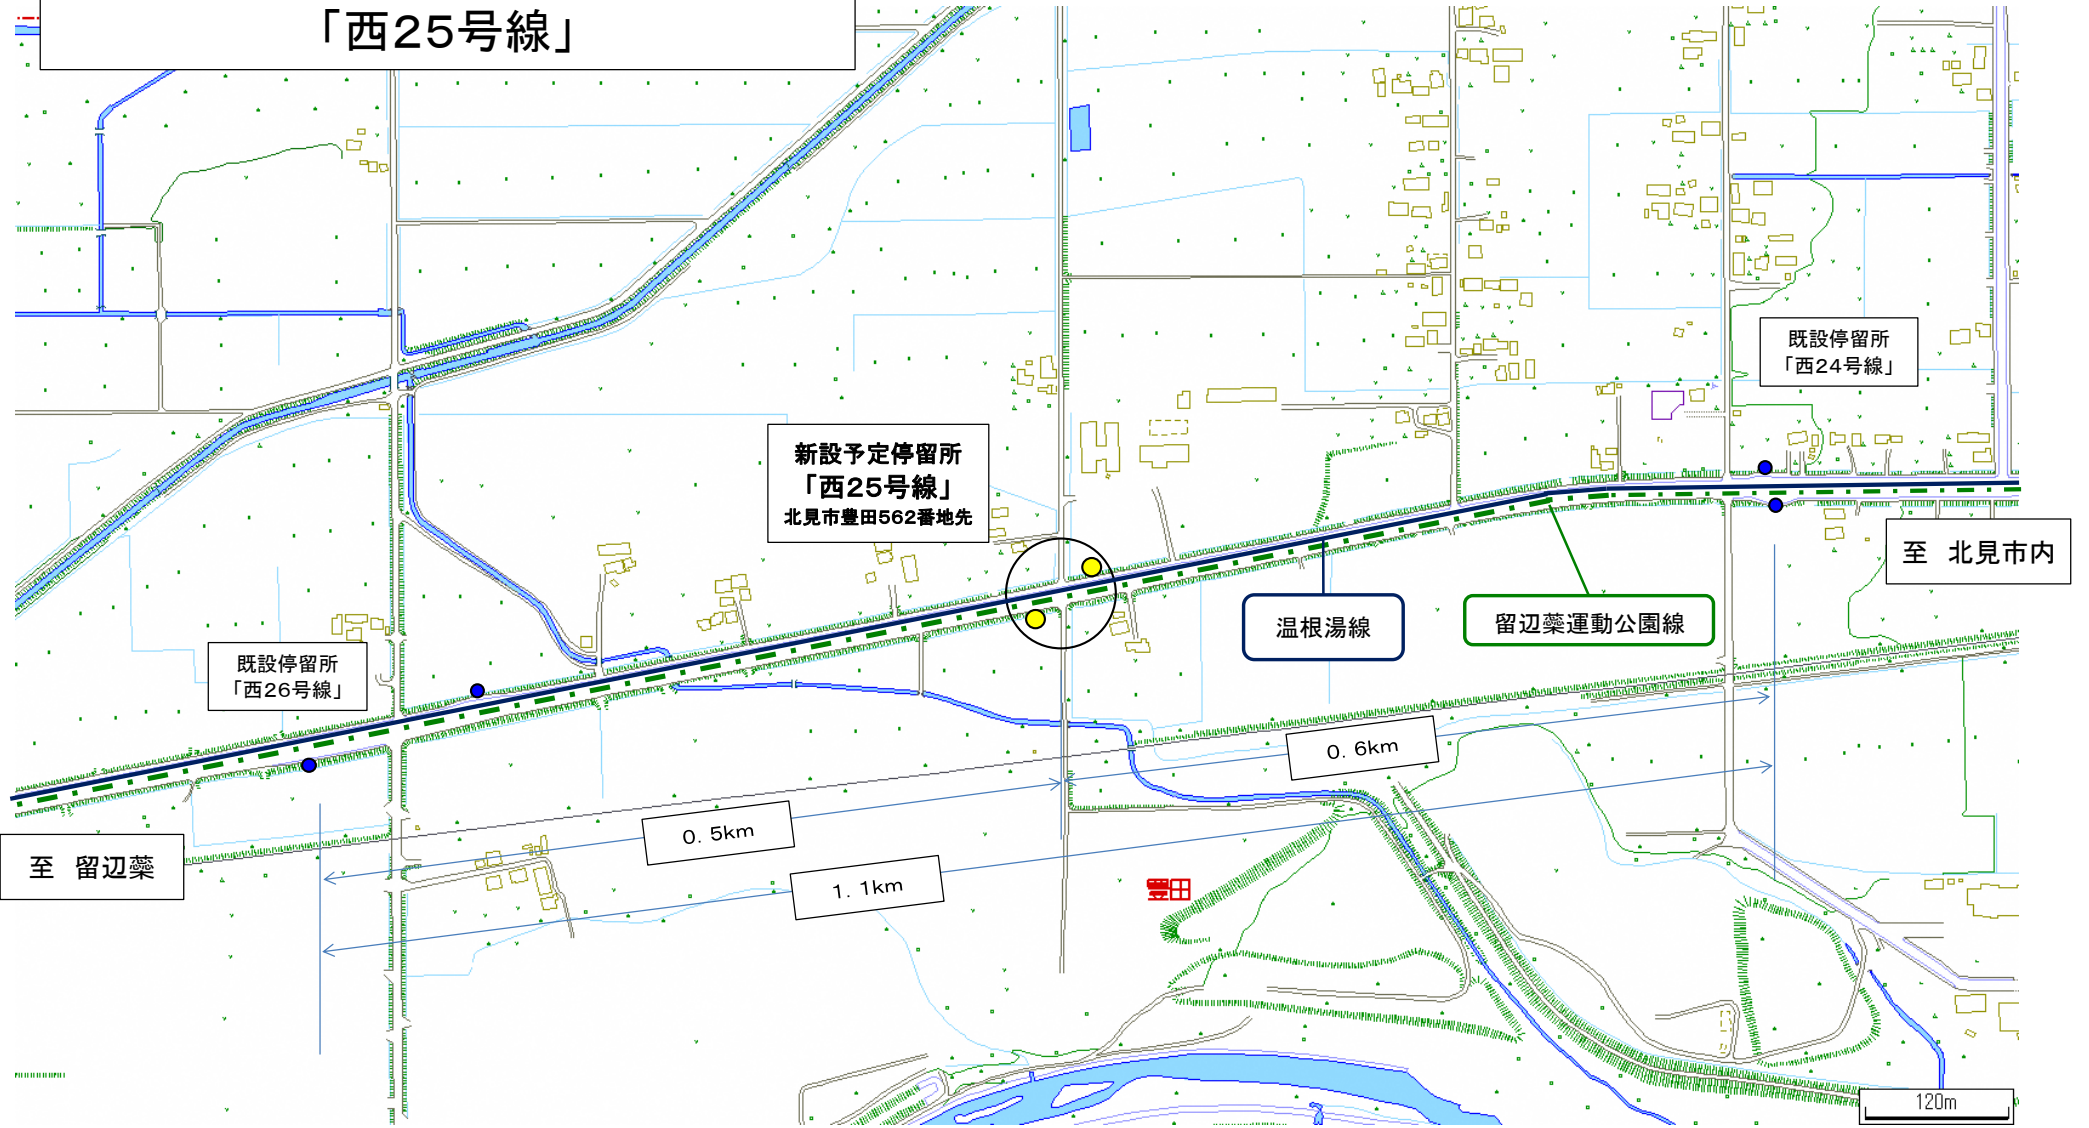 「西25号線」
既設停留所
「西24号線」
新設予定停留所
「西25号線」
北見市豊田562番地先
至 北見市内
温根湯線
留辺蘂運動公園線
既設停留所
「西26号線」
0.6km
0.5km
1.1km
至 留辺蘂
豊田
120m